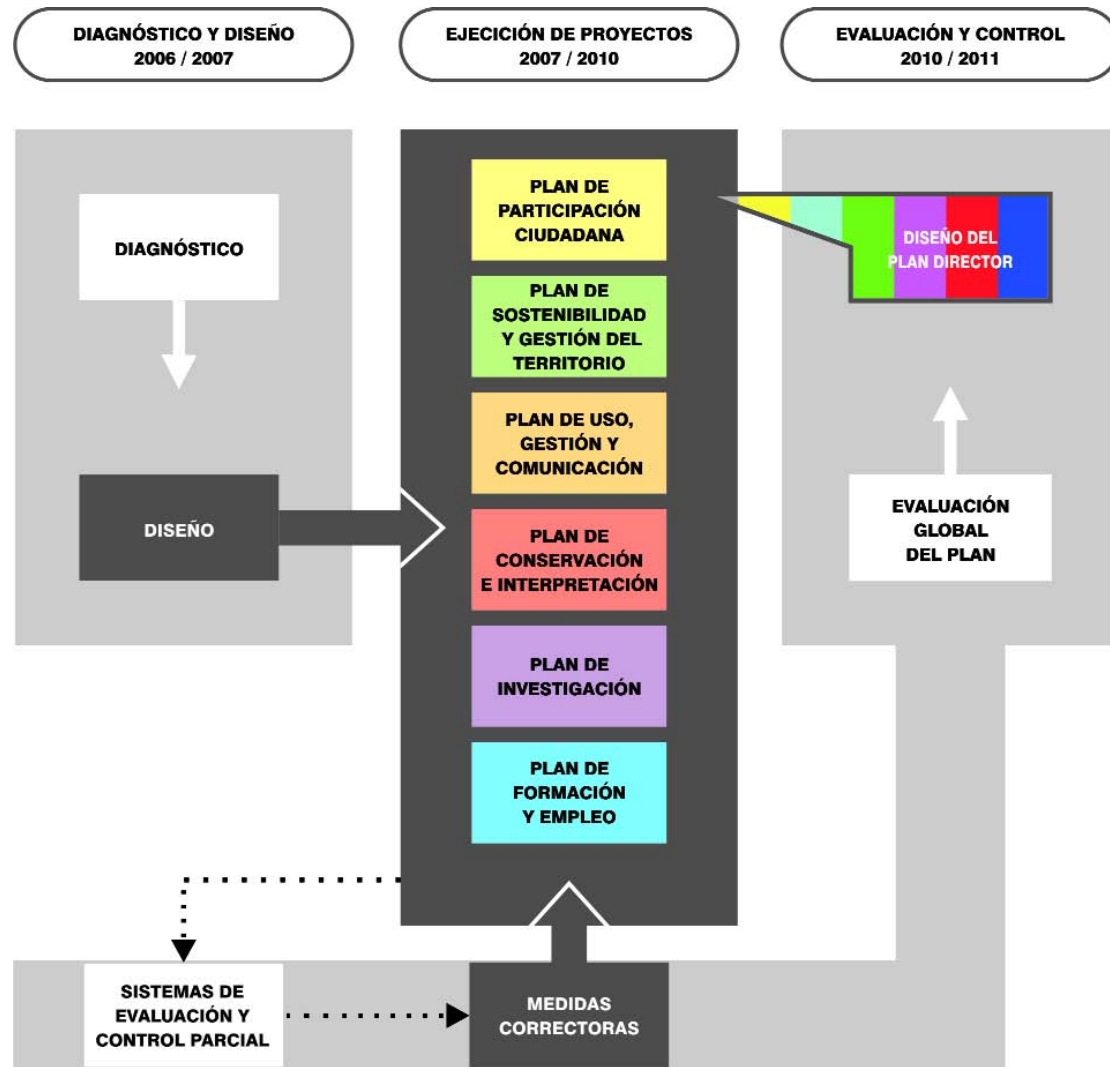 DIAGNÓSTICO Y DISEÑO
2006 / 2007
EJECICIÓN DE PROYECTOS
2007 / 2010
EVALUACIÓN Y CONTROL
2010 / 2011
DIAGNÓSTICO
DISEÑO
PLAN DE
PARTICIPACIÓN
CIUDADANA
PLAN DE
SOSTENIBILIDAD
Y GESTIÓN DEL
TERRITORIO
PLAN DE USO,
GESTIÓN Y
COMUNICACIÓN
PLAN DE
CONSERVACIÓN
E INTERPRETACIÓN
PLAN DE
INVESTIGACIÓN
PLAN DE
FORMACIÓN
Y EMPLEO
DISEÑO DEL
PLAN DIRECTOR
EVALUACIÓN
GLOBAL
DEL PLAN
SISTEMAS DE
EVALUACIÓN Y
CONTROL PARCIAL
MEDIDAS
CORRECTORAS